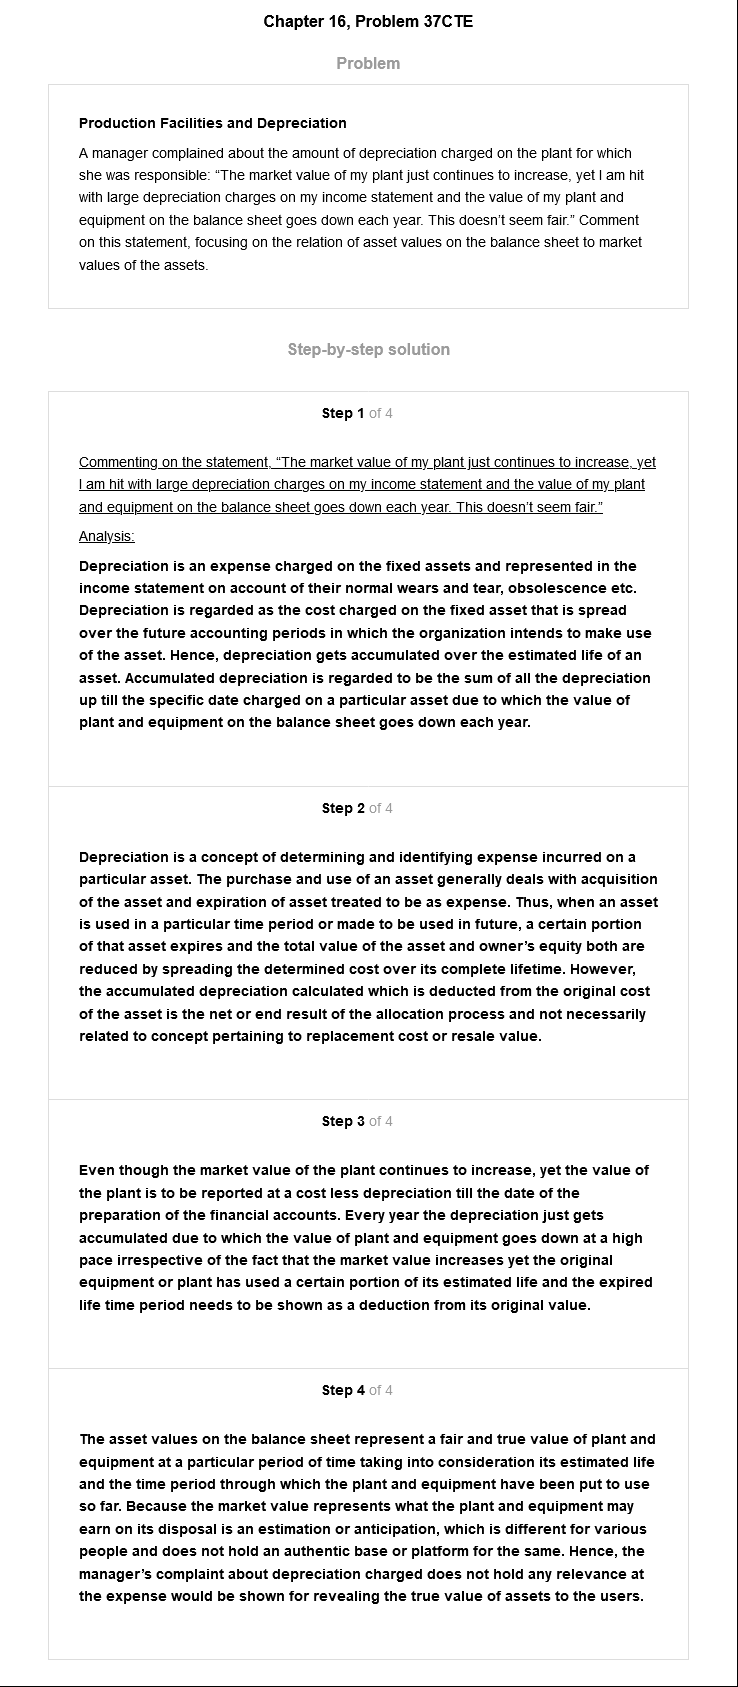 Chapter 16, Problem 37CTE
Problem
Production Facilities and Depreciation
A manager complained about the amount of depreciation charged on the plant for which
she was responsible: “The market value of my plant just continues to increase, yet I am hit
with large depreciation charges on my income statement and the value of my plant and
equipment on the balance sheet goes down each year. This doesn’t seem fair.” Comment
on this statement, focusing on the relation of asset values on the balance sheet to market
values of the assets.
Step-by-step solution
Step 1 of 4
Commenting on the statement, “The market value of my plant just continues to increase, yet
I am hit with large depreciation charges on my income statement and the value of my plant
and equipment on the balance sheet goes down each year. This doesn’t seem fair.”
Analysis:
Depreciation is an expense charged on the fixed assets and represented in the
income statement on account of their normal wears and tear, obsolescence etc.
Depreciation is regarded as the cost charged on the fixed asset that is spread
over the future accounting periods in which the organization intends to make use
of the asset. Hence, depreciation gets accumulated over the estimated life of an
asset. Accumulated depreciation is regarded to be the sum of all the depreciation
up till the specific date charged on a particular asset due to which the value of
plant and equipment on the balance sheet goes down each year.
Step 2 of 4
Depreciation is a concept of determining and identifying expense incurred on a
particular asset. The purchase and use of an asset generally deals with acquisition
of the asset and expiration of asset treated to be as expense. Thus, when an asset
is used in a particular time period or made to be used in future, a certain portion
of that asset expires and the total value of the asset and owner’s equity both are
reduced by spreading the determined cost over its complete lifetime. However,
the accumulated depreciation calculated which is deducted from the original cost
of the asset is the net or end result of the allocation process and not necessarily
related to concept pertaining to replacement cost or resale value.
Step 3 of 4
Even though the market value of the plant continues to increase, yet the value of
the plant is to be reported at a cost less depreciation till the date of the
preparation of the financial accounts. Every year the depreciation just gets
accumulated due to which the value of plant and equipment goes down at a high
pace irrespective of the fact that the market value increases yet the original
equipment or plant has used a certain portion of its estimated life and the expired
life time period needs to be shown as a deduction from its original value.
Step 4 of 4
The asset values on the balance sheet represent a fair and true value of plant and
equipment at a particular period of time taking into consideration its estimated life
and the time period through which the plant and equipment have been put to use
so far. Because the market value represents what the plant and equipment may
earn on its disposal is an estimation or anticipation, which is different for various
people and does not hold an authentic base or platform for the same. Hence, the
manager’s complaint about depreciation charged does not hold any relevance at
the expense would be shown for revealing the true value of assets to the users.